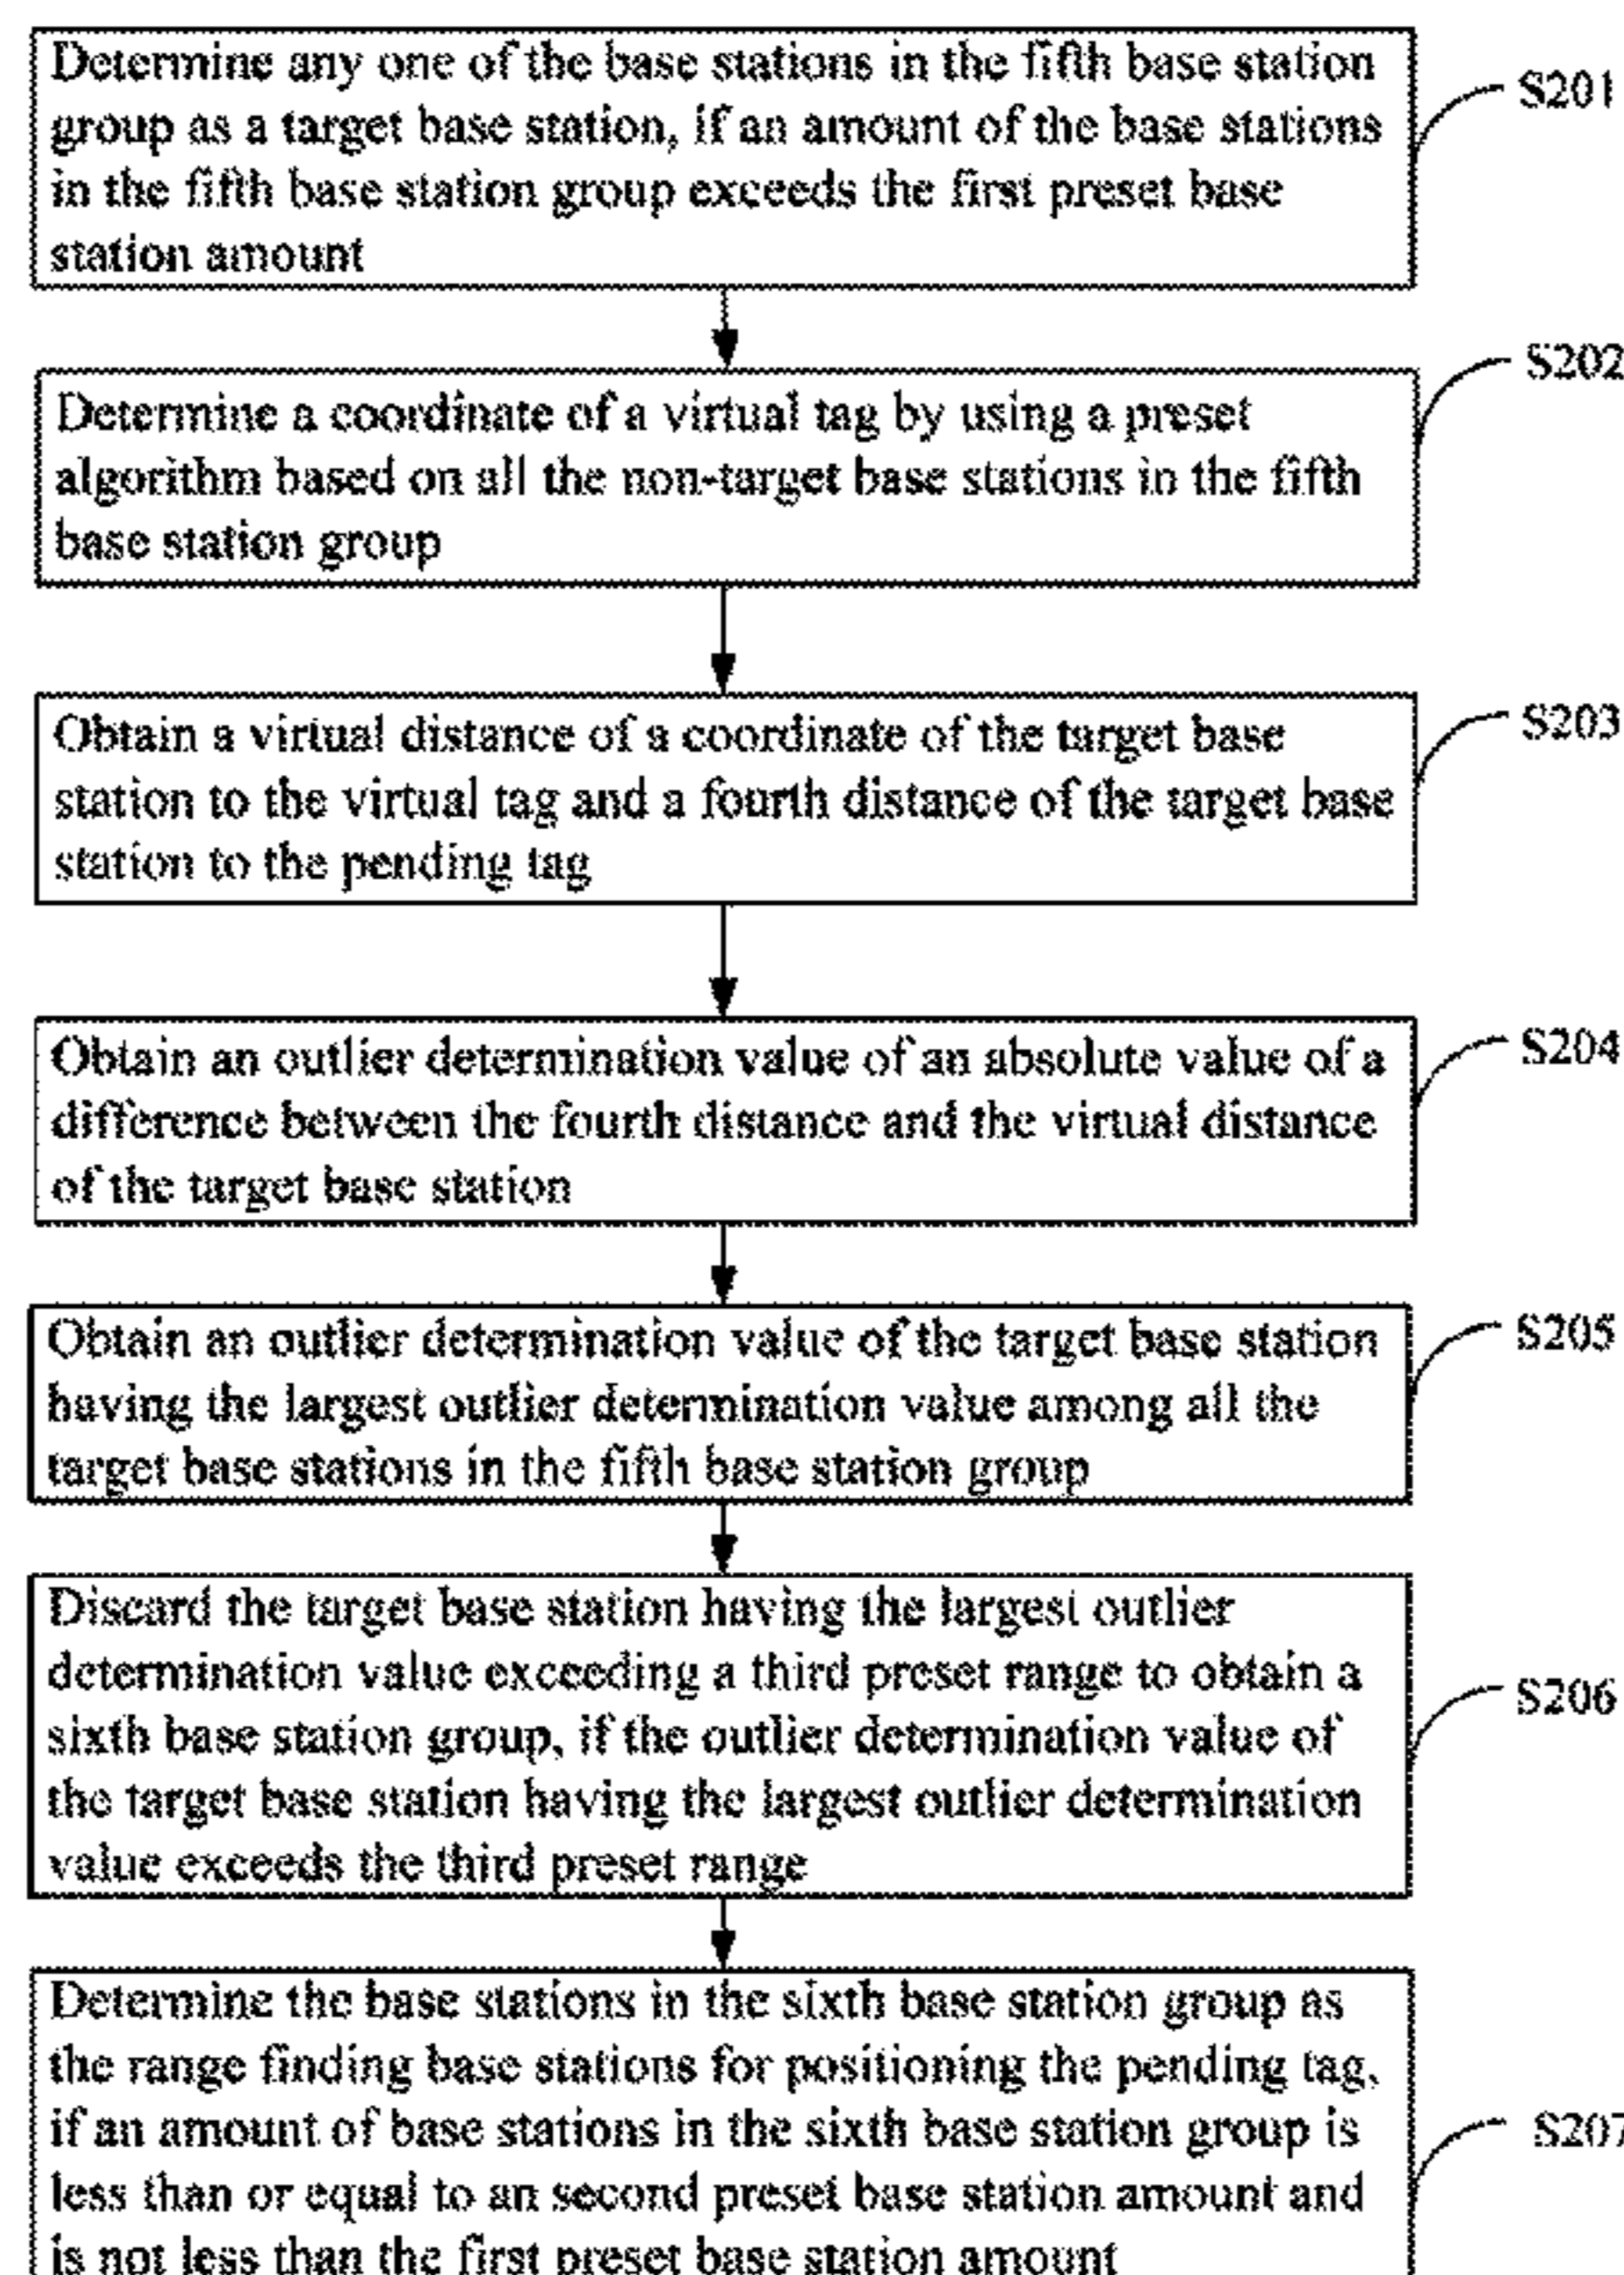 Determine any one of the base stations in the fifth base station
group as a target base station, if an amount of the base stations
in the fifth base station group exceeds the first preset base
station amount
S201
Determine a coordinate of a virtual tag by using a preset
algorithm based on all the non-target base stations in the fifth
base station group
S202
Obtain a virtual distance of a coordinate of the target base
station to the virtual tag and a fourth distance of the target base
station to the pending tag
S203
Obtain an outlier determination value of an absolute value of a
difference between the fourth distance and the virtual distance
of the target base station
S204
Obtain an outlier determination value of the target base station
having the largest outlier determination value among all the
target base stations in the fifth base station group
S205
Discard the target base station having the largest outlier
determination value exceeding a third preset range to obtain a
sixth base station group, if the outlier determination value of
the target base station having the largest outlier determination
value exceeds the third preset range
S206
Determine the base stations in the sixth base station group as
the range finding base stations for positioning the pending tag,
if an amount of base stations in the sixth base station group is
less than or equal to an second preset base station amount and
is not less than the first preset base station amount
S207